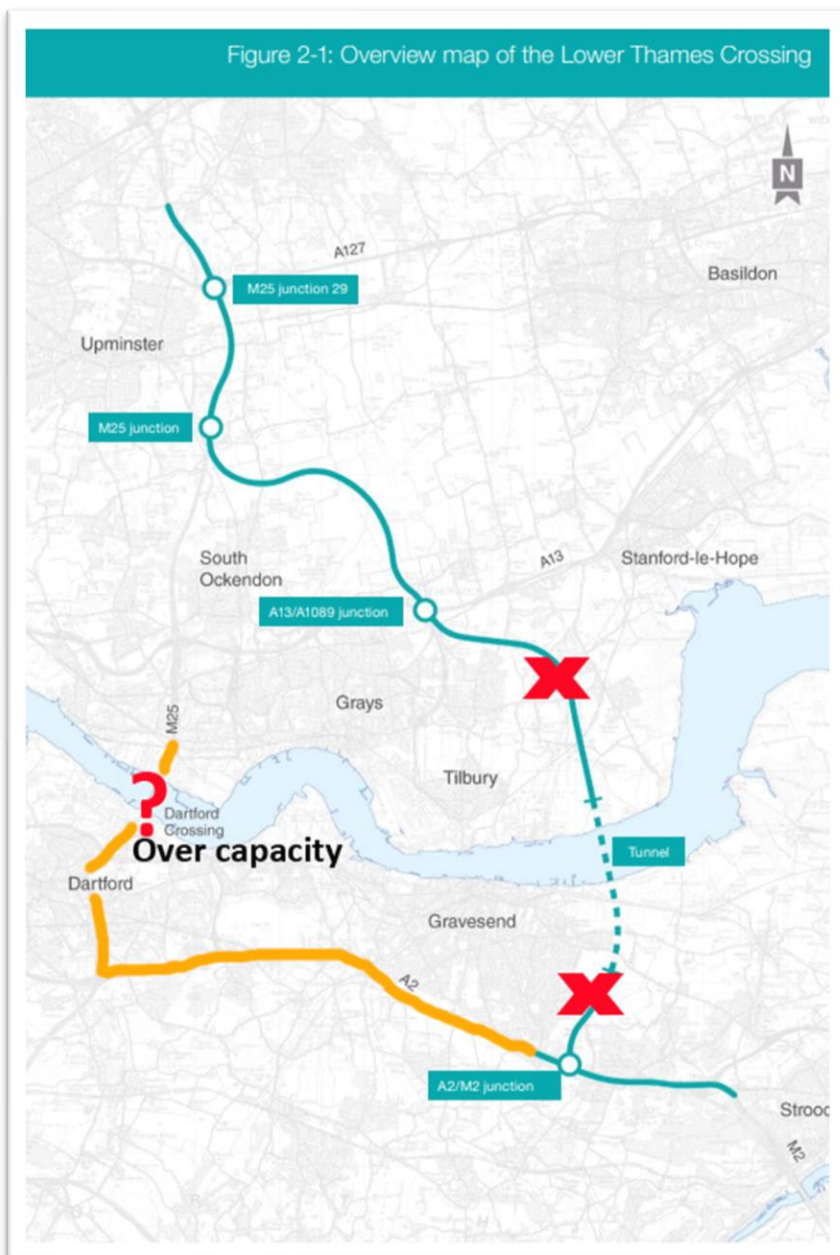 Figure 2-1: Overview map of the Lower Thames Crossing
N
A127
Basildon
M25 junction 29
Upminster
M25 junction
South
Ockendon
A13
Stanford-le-Hope
A13/A1089 junction
Grays
M25
Tilbury
?
Dartford
Crossing
Over capacity
Tunnel
Dartford
Gravesend
A2
A2/M2 junction
Strood
M2